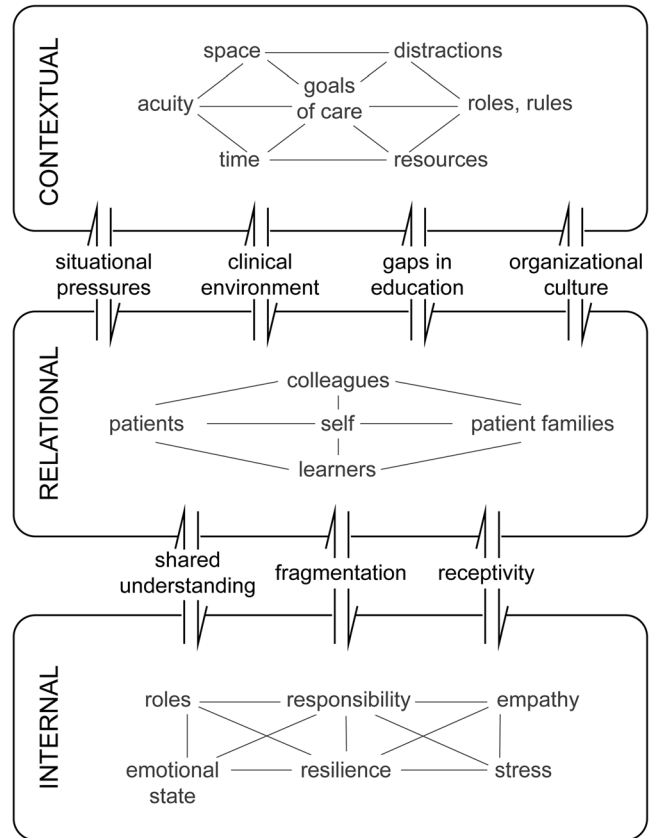 CONTEXTUAL
space
distractions
goals
of care
acuity
roles, rules
time
resources
situational
pressures
clinical
environment
gaps in
education
organizational
culture
RELATIONAL
colleagues
patients
self
patient families
learners
shared
understanding
fragmentation
receptivity
INTERNAL
roles
responsibility
empathy
emotional
state
resilience
stress